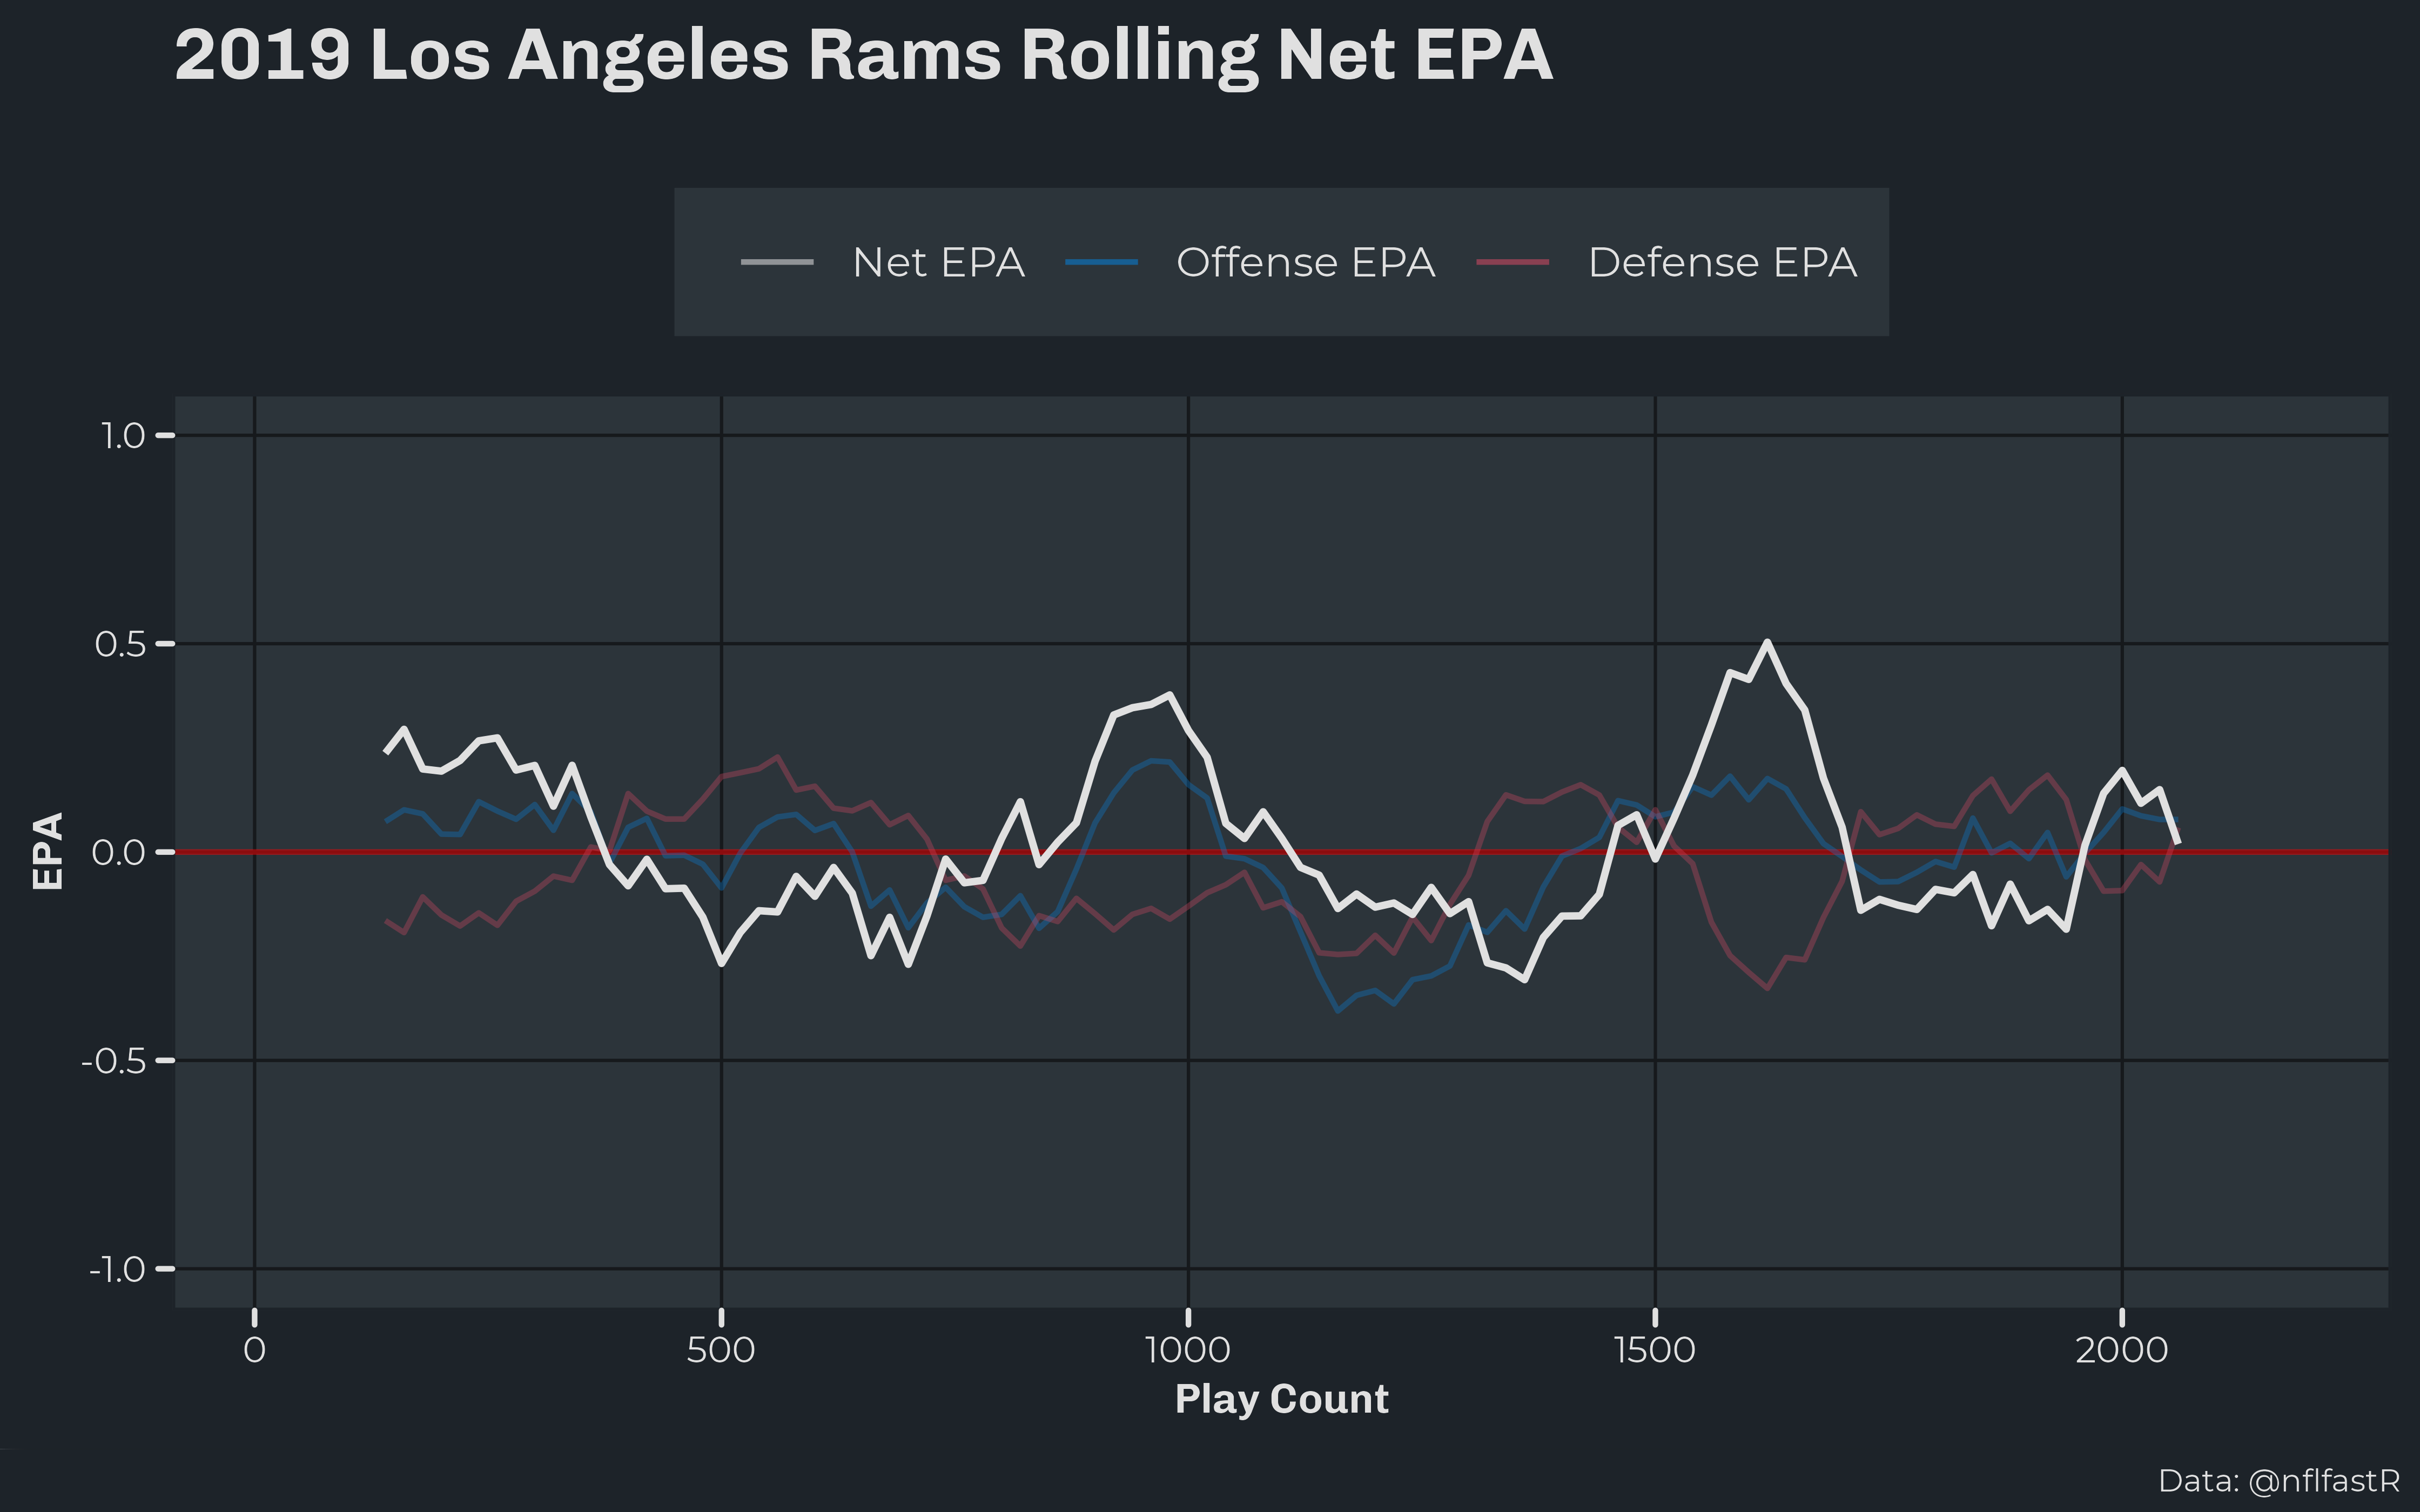 2019 Los Angeles Rams Rolling Net EPA
Net EPA Offense EPA Defense EPA
1.0
0.5
0.0
-0.5
-1.0
EPA
0 500 1000 1500 2000
Play Count
Data: @nflfastR